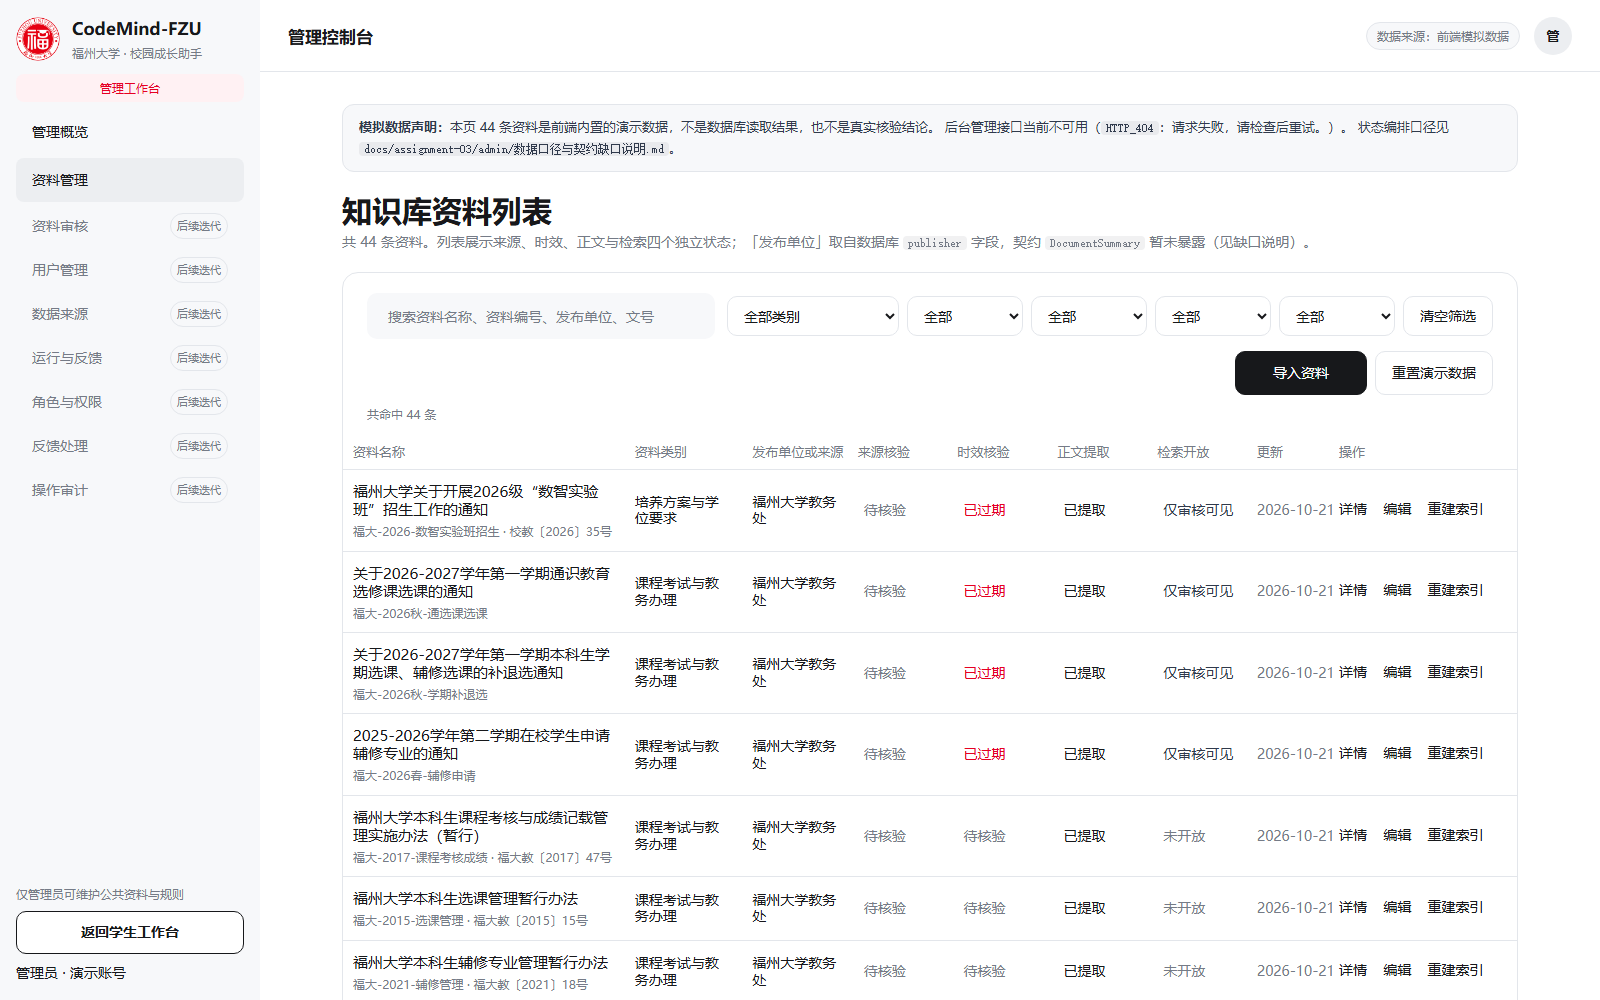 CodeMind-FZU
福州大学 · 校园成长助手
管理工作台
管理概览
资料管理
资料审核 后续迭代
用户管理 后续迭代
数据来源 后续迭代
运行与反馈 后续迭代
角色与权限 后续迭代
反馈处理 后续迭代
操作审计 后续迭代
仅管理员可维护公共资料与规则
返回学生工作台
管理员 · 演示账号
管理控制台
数据来源：前端模拟数据
管
模拟数据声明：本页 44 条资料是前端内置的演示数据，不是数据库读取结果，也不是真实核验结论。 后台管理接口当前不可用（HTTP_404：请求失败，请检查后重试。）。 状态编排口径见
docs/assignment-03/admin/数据口径与契约缺口说明.md。
知识库资料列表
共 44 条资料。列表展示来源、时效、正文与检索四个独立状态；「发布单位」取自数据库 publisher 字段，契约 DocumentSummary 暂未暴露（见缺口说明）。
搜索资料名称、资料编号、发布单位、文号 全部类别 全部 全部 全部 全部 清空筛选
导入资料 重置演示数据
共命中 44 条
资料名称 资料类别 发布单位或来源 来源核验 时效核验 正文提取 检索开放 更新 操作
福州大学关于开展2026级“数智实验
班”招生工作的通知
福大-2026-数智实验班招生 · 校教〔2026〕35号
培养方案与学
位要求
福州大学教务
处
待核验 已过期 已提取 仅审核可见 2026-10-21 详情 编辑 重建索引
关于2026-2027学年第一学期通识教育
选修课选课的通知
福大-2026秋-通选课选课
课程考试与教
务办理
福州大学教务
处
待核验 已过期 已提取 仅审核可见 2026-10-21 详情 编辑 重建索引
关于2026-2027学年第一学期本科生学
期选课、辅修选课的补退选通知
福大-2026秋-学期补退选
课程考试与教
务办理
福州大学教务
处
待核验 已过期 已提取 仅审核可见 2026-10-21 详情 编辑 重建索引
2025-2026学年第二学期在校学生申请
辅修专业的通知
福大-2026春-辅修申请
课程考试与教
务办理
福州大学教务
处
待核验 已过期 已提取 仅审核可见 2026-10-21 详情 编辑 重建索引
福州大学本科生课程考核与成绩记载管
理实施办法（暂行）
福大-2017-课程考核成绩 · 福大教〔2017〕47号
课程考试与教
务办理
福州大学教务
处
待核验 待核验 已提取 未开放 2026-10-21 详情 编辑 重建索引
福州大学本科生选课管理暂行办法
福大-2015-选课管理 · 福大教〔2015〕15号
课程考试与教
务办理
福州大学教务
处
待核验 待核验 已提取 未开放 2026-10-21 详情 编辑 重建索引
福州大学本科生辅修专业管理暂行办法
福大-2021-辅修管理 · 福大教〔2021〕18号
课程考试与教
务办理
福州大学教务
处
待核验 待核验 已提取 未开放 2026-10-21 详情 编辑 重建索引